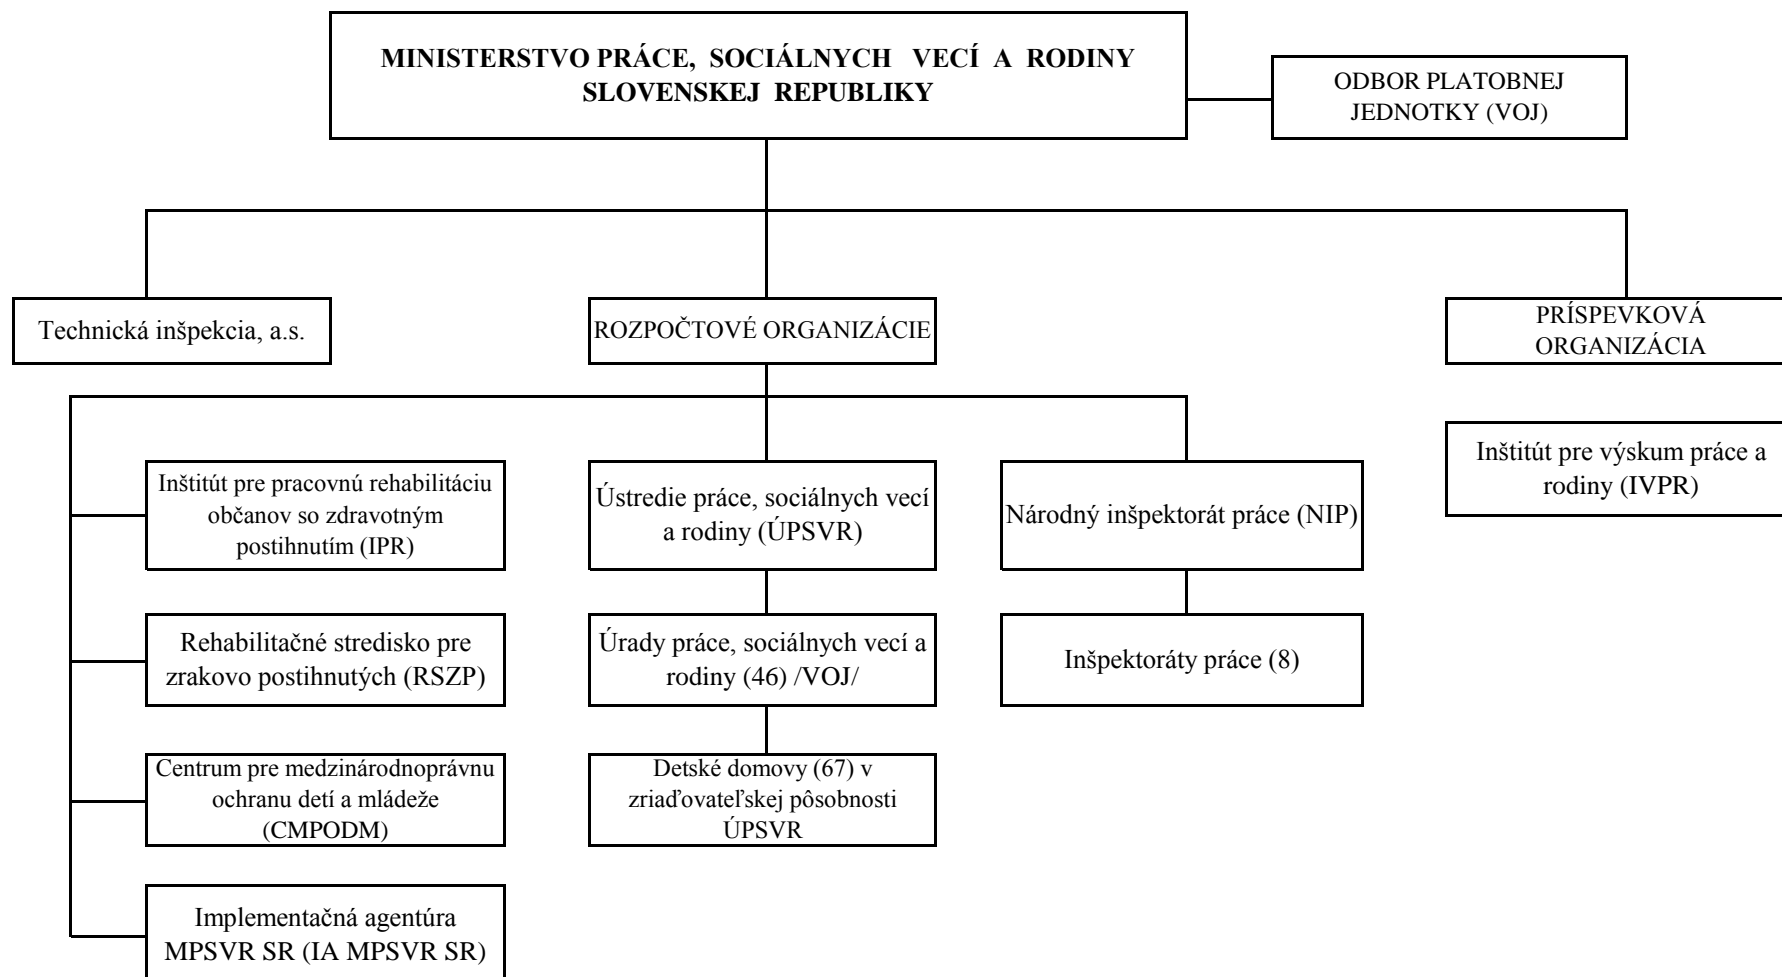 MINISTERSTVO PRÁCE, SOCIÁLNYCH VECÍ A RODINY
SLOVENSKEJ REPUBLIKY
ODBOR PLATOBNEJ
JEDNOTKY (VOJ)
Technická inšpekcia, a.s.
ROZPOČTOVÉ ORGANIZÁCIE
PRÍSPEVKOVÁ
ORGANIZÁCIA
Inštitút pre výskum práce a
rodiny (IVPR)
Inštitút pre pracovnú rehabilitáciu
občanov so zdravotným
postihnutím (IPR)
Ústredie práce, sociálnych vecí
a rodiny (ÚPSVR)
Národný inšpektorát práce (NIP)
Rehabilitačné stredisko pre
zrakovo postihnutých (RSZP)
Úrady práce, sociálnych vecí a
rodiny (46) /VOJ/
Inšpektoráty práce (8)
Centrum pre medzinárodnoprávnu
ochranu detí a mládeže
(CMPODM)
Detské domovy (67) v
zriaďovateľskej pôsobnosti
ÚPSVR
Implementačná agentúra
MPSVR SR (IA MPSVR SR)